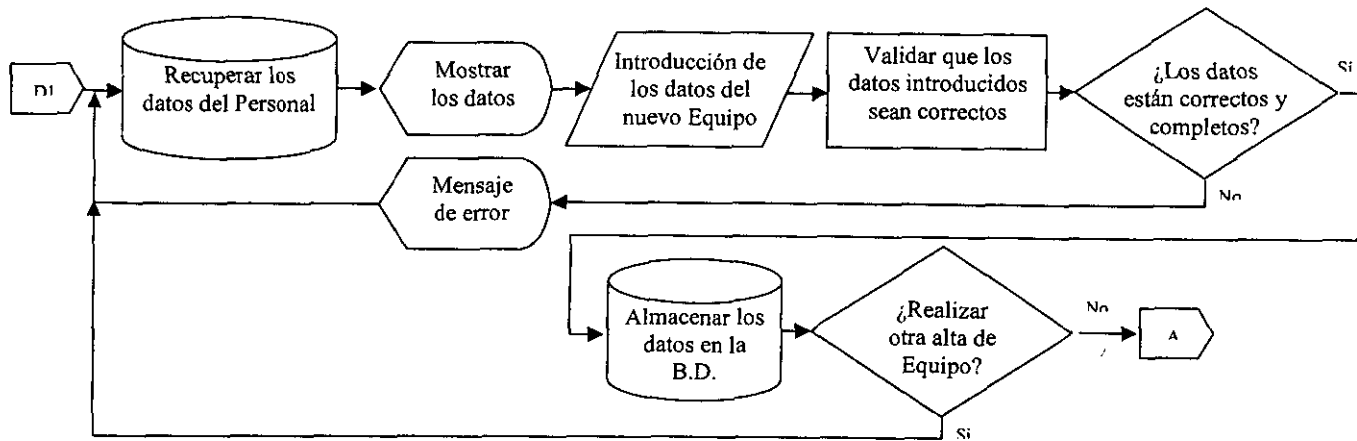 D1
Recuperar los
datos del Personal
Mostrar
los datos
Introducción de
los datos del
nuevo Equipo
Validar que los
datos introducidos
sean correctos
¿Los datos
están correctos y
completos?
Si
No
Mensaje
de error
Almacenar los
datos en la
B.D.
¿Realizar
otra alta de
Equipo?
No
A
Si